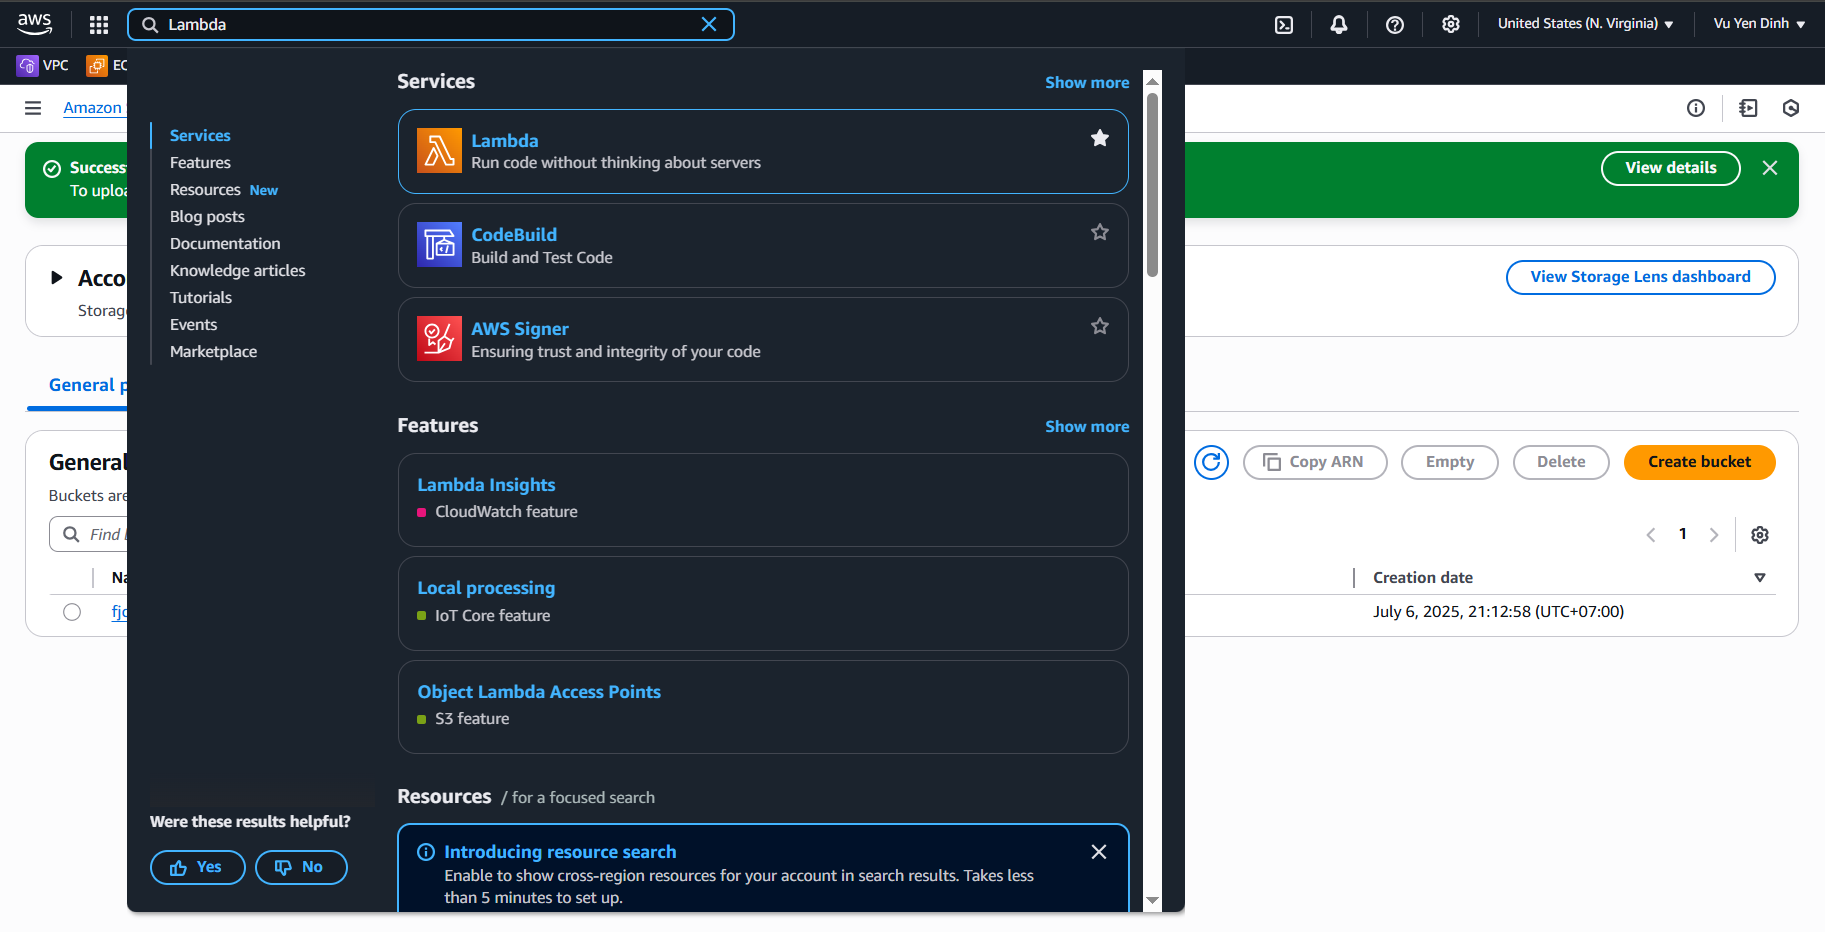 aws
Lambda
United States (N. Virginia)
Vu Yen Dinh
VPC
EC
Amazon
Services
Show more
Services
Features
Resources New
Blog posts
Documentation
Knowledge articles
Tutorials
Events
Marketplace
Lambda
Run code without thinking about servers
CodeBuild
Build and Test Code
AWS Signer
Ensuring trust and integrity of your code
Features
Show more
Lambda Insights
CloudWatch feature
Local processing
IoT Core feature
Object Lambda Access Points
S3 feature
Resources / for a focused search
Introducing resource search
Enable to show cross-region resources for your account in search results. Takes less
than 5 minutes to set up.
Were these results helpful?
Yes
No
Success
To uploa
View details
Acco
Storag
View Storage Lens dashboard
General p
General
Buckets are
Copy ARN
Empty
Delete
Create bucket
Find
1
Na
Creation date
fjc
July 6, 2025, 21:12:58 (UTC+07:00)